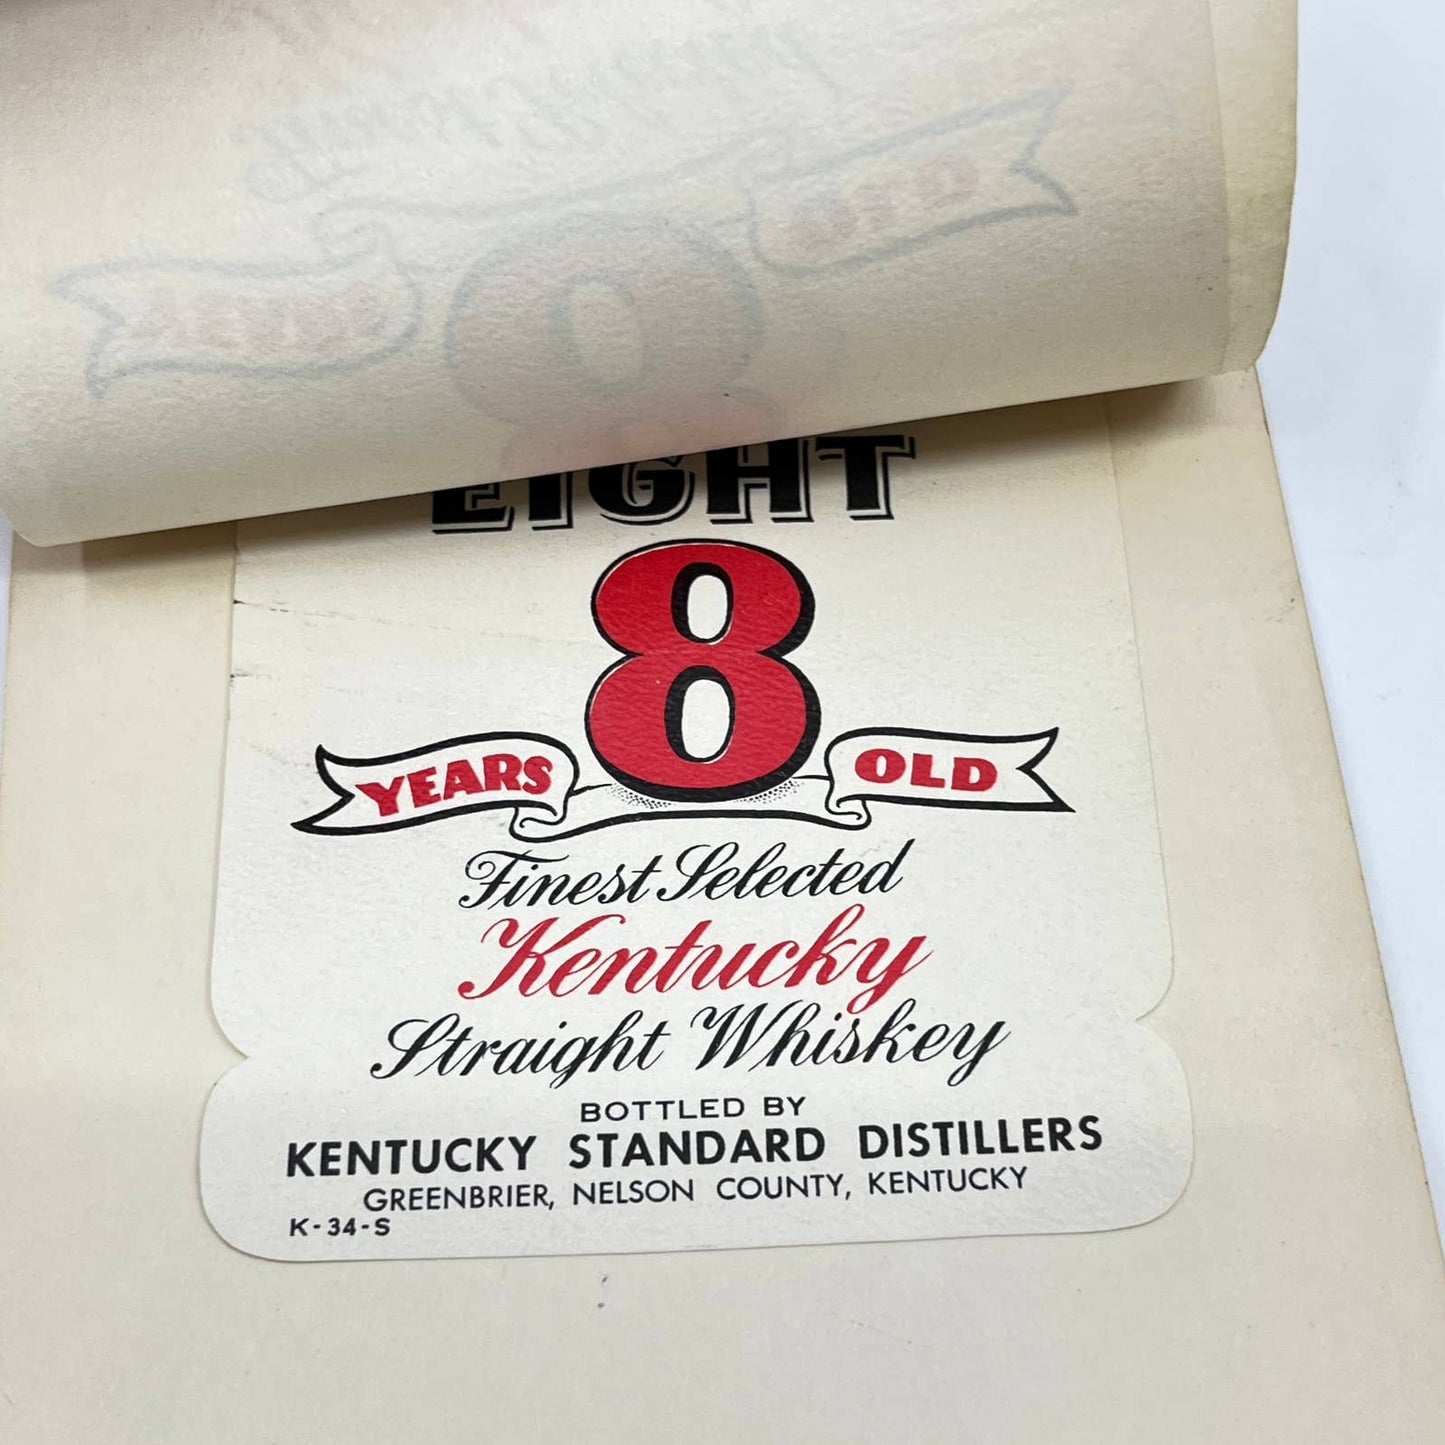 EIGHT
8
YEARS OLD
Finest Selected
Kentucky
Straight Whiskey
BOTTLED BY
KENTUCKY STANDARD DISTILLERS
GREENBRIER, NELSON COUNTY, KENTUCKY
K-34-S